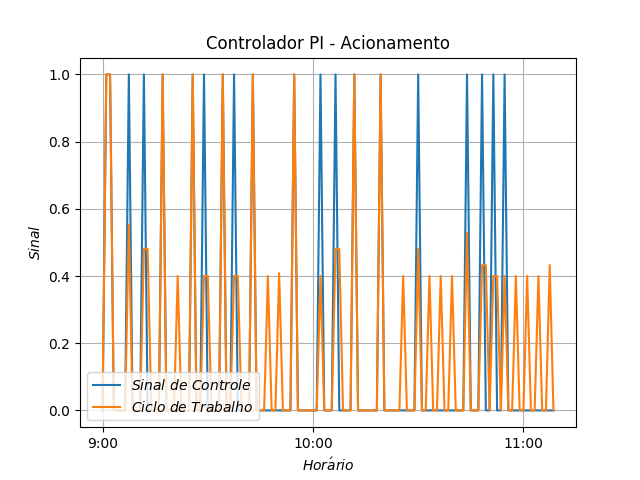 Controlador PI - Acionamento
1.0
0.8
0.6
0.4
0.2
0.0
Sinal
Sinal de Controle
Ciclo de Trabalho
9:00
10:00
11:00
Horário